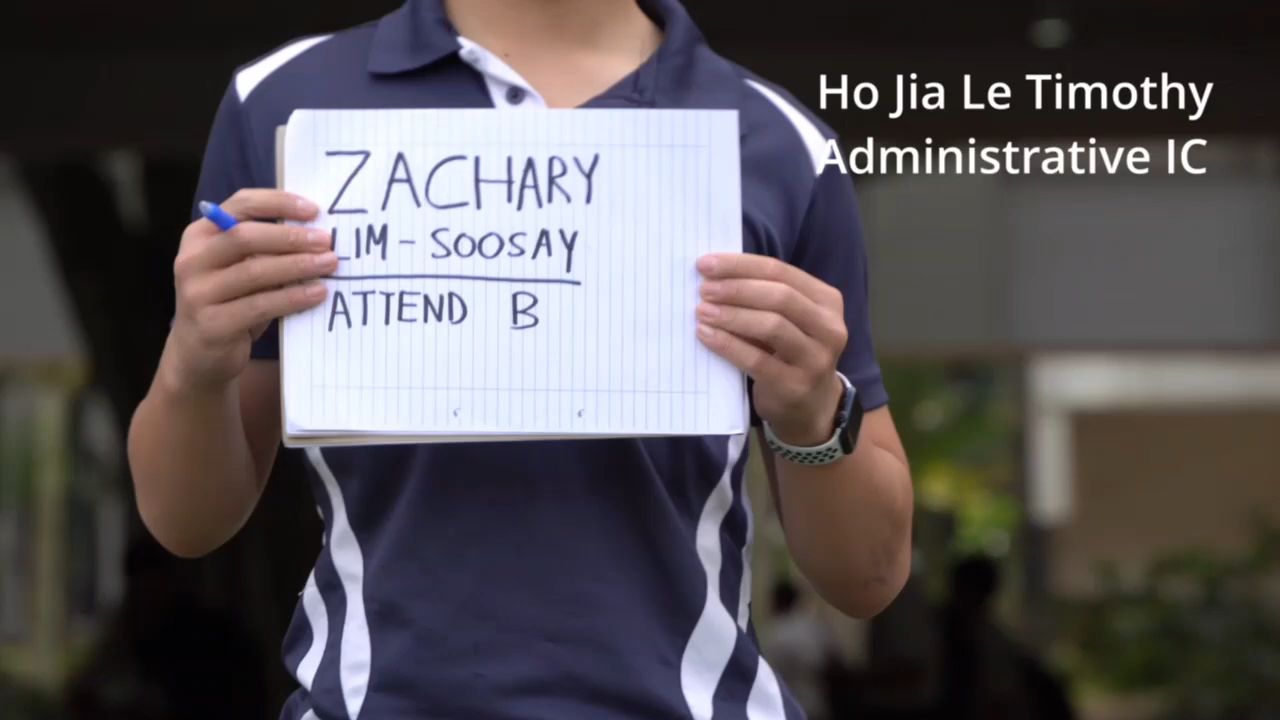 Ho Jia Le Timothy
Administrative IC
ZACHARY
LIM-SOOSAY
ATTEND B